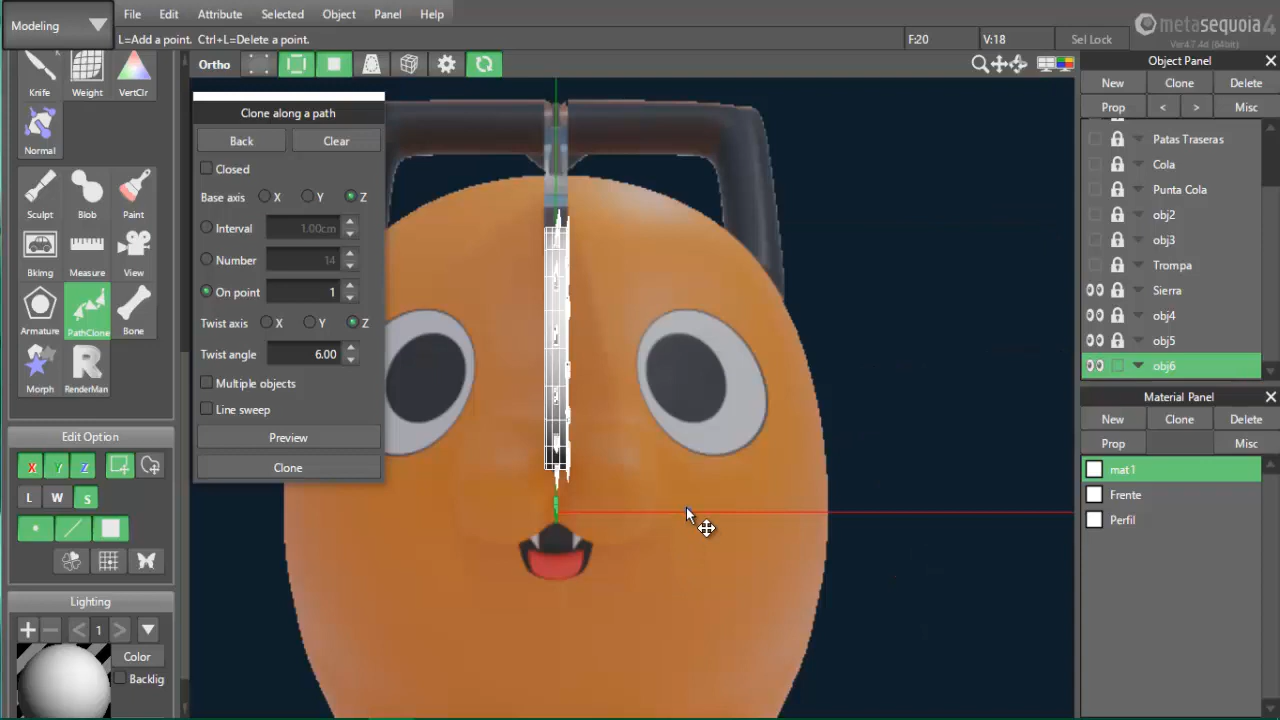 Modeling
File Edit Attribute Selected Object Panel Help
metasequoia4
Ver4.7.4d (64bit)
L=Add a point. Ctrl+L=Delete a point.
F:20
V:18
Sel Lock
Ortho
Knife Weight VertClr
Normal
Sculpt Blob Paint
BkImg Measure View
Armature PathClone Bone
Morph RenderMan
Edit Option
X Y Z
L W S
Lighting
1
Color
Backlig
Clone along a path
Back Clear
Closed
Base axis X Y Z
Interval 1.00cm
Number 14
On point 1
Twist axis X Y Z
Twist angle 6.00
Multiple objects
Line sweep
Preview
Clone
Object Panel
New Clone Delete
Prop < > Misc
Patas Traseras
Cola
Punta Cola
obj2
obj3
Trompa
Sierra
obj4
obj5
obj6
Material Panel
New Clone Delete
Prop Misc
mat1
Frente
Perfil